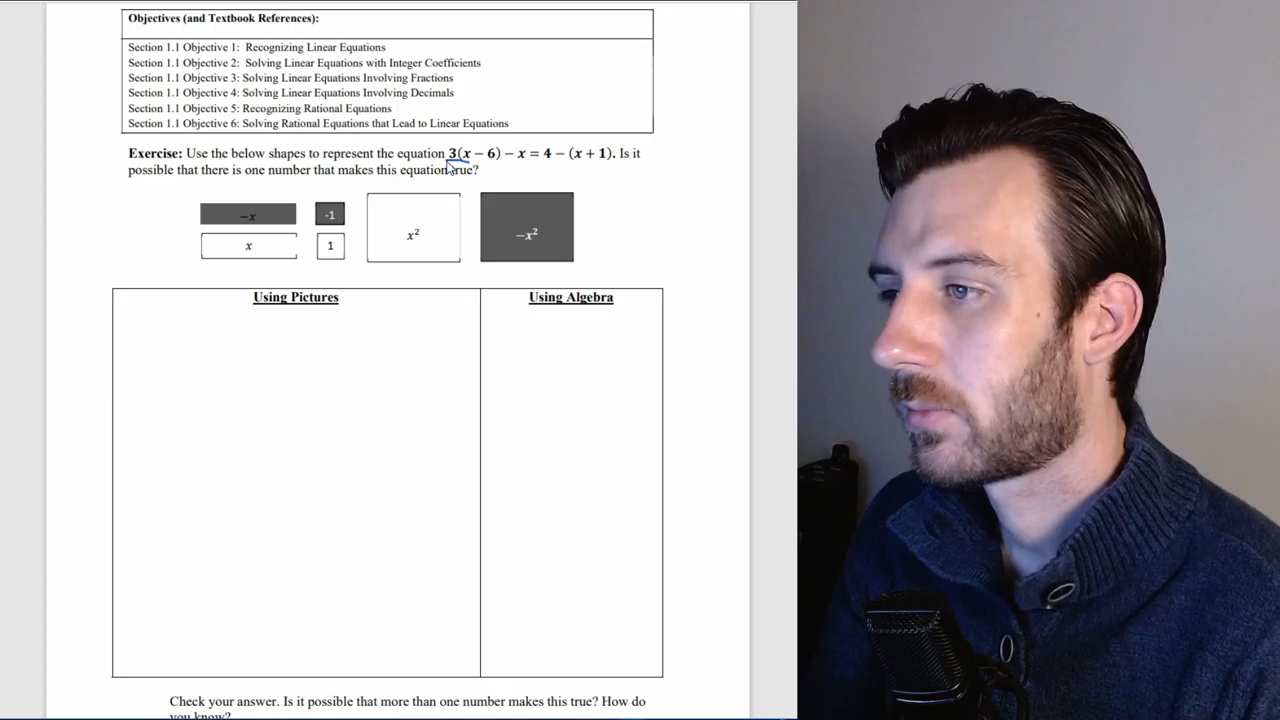 Objectives (and Textbook References):
Section 1.1 Objective 1: Recognizing Linear Equations
Section 1.1 Objective 2: Solving Linear Equations with Integer Coefficients
Section 1.1 Objective 3: Solving Linear Equations Involving Fractions
Section 1.1 Objective 4: Solving Linear Equations Involving Decimals
Section 1.1 Objective 5: Recognizing Rational Equations
Section 1.1 Objective 6: Solving Rational Equations that Lead to Linear Equations
Exercise: Use the below shapes to represent the equation 3(x − 6) − x = 4 − (x + 1). Is it
possible that there is one number that makes this equation true?
−x
-1
x
1
x²
−x²
Using Pictures
Using Algebra
Check your answer. Is it possible that more than one number makes this true? How do
you know?